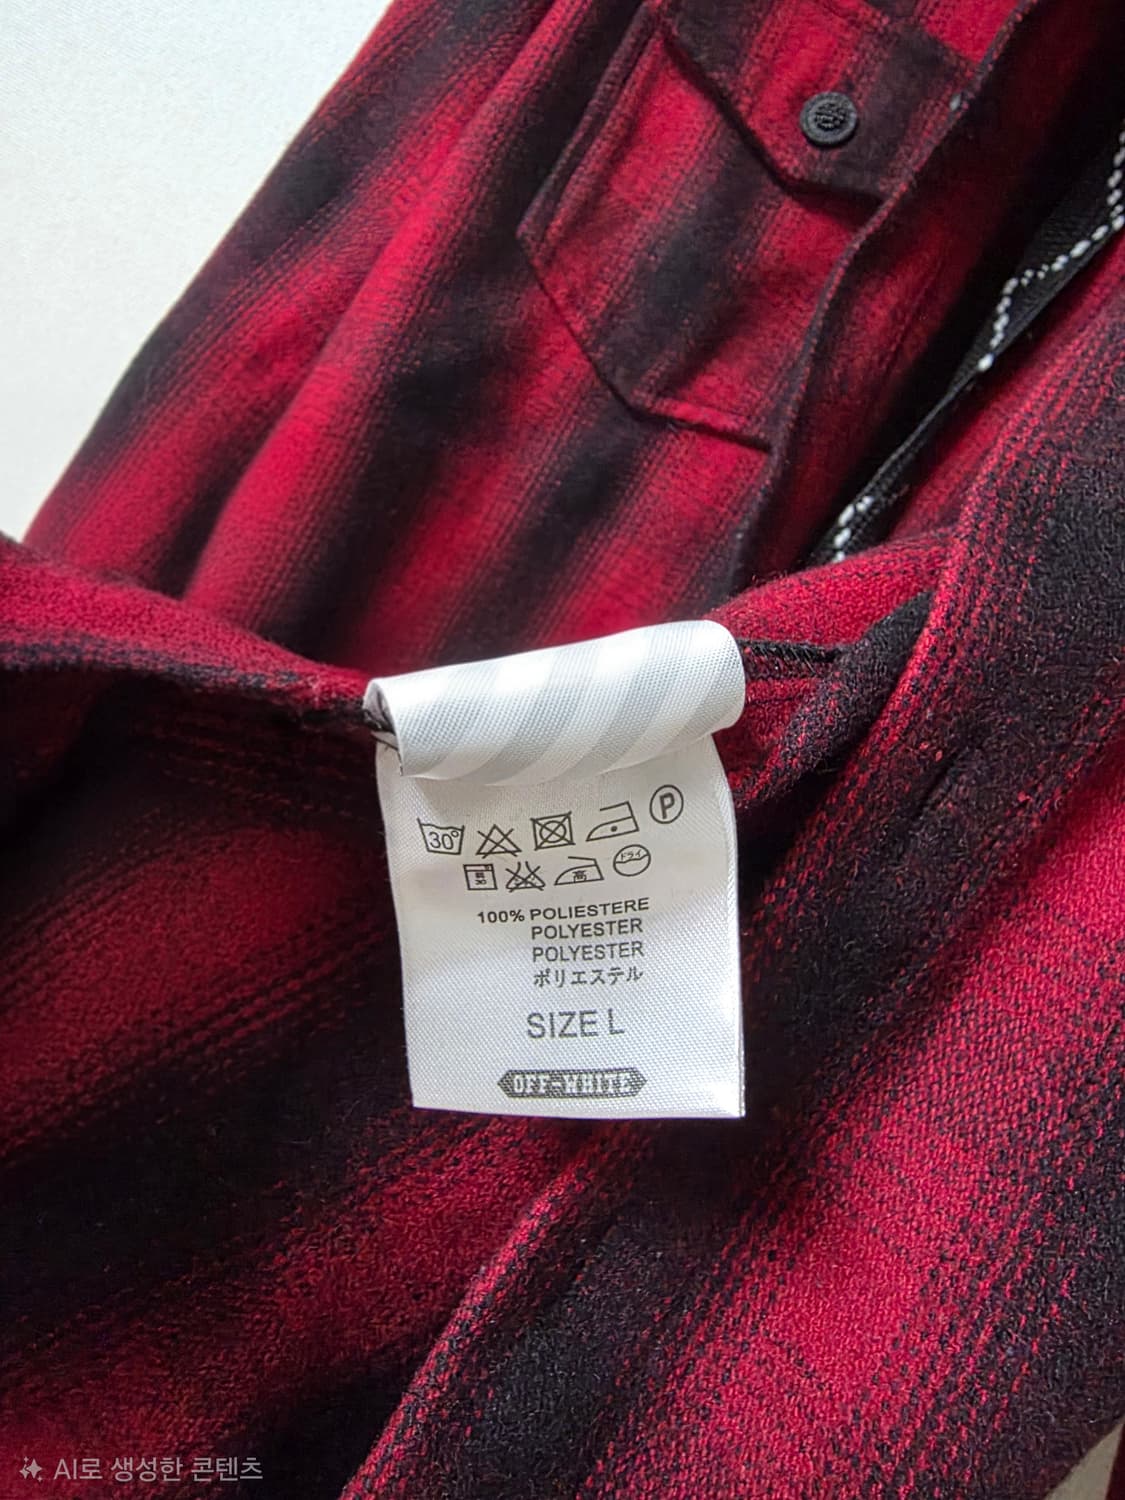 30°
P
高
ドライ
100% POLIESTERE
POLYESTER
POLYESTER
ポリエステル
SIZE L
OFF-WHITE
AI로 생성한 콘텐츠